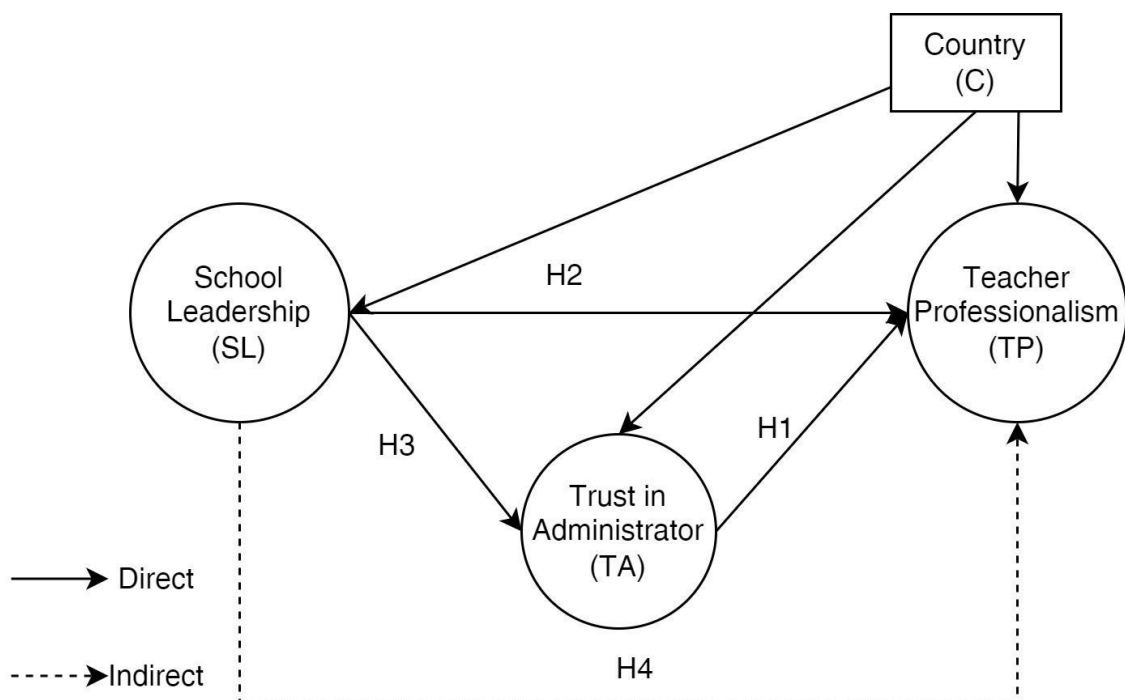 Country
(C)
School
Leadership
(SL)
H2
Teacher
Professionalism
(TP)
H3
H1
Trust in
Administrator
(TA)
Direct
H4
Indirect